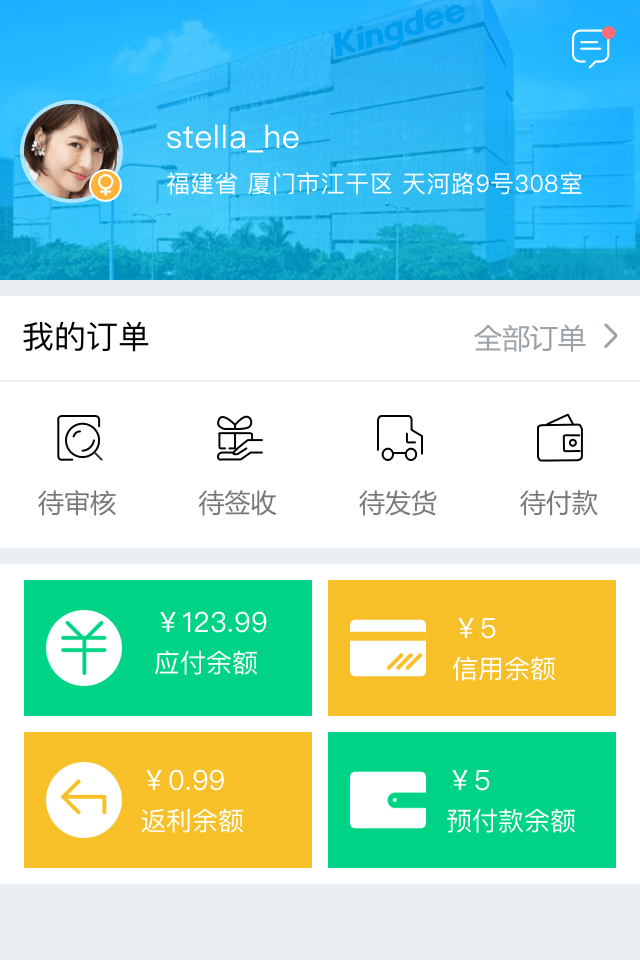 Kingdee
stella_he
福建省 厦门市江干区 天河路9号308室
我的订单
全部订单
待审核
待签收
待发货
待付款
￥123.99
应付余额
￥5
信用余额
￥0.99
返利余额
￥5
预付款余额